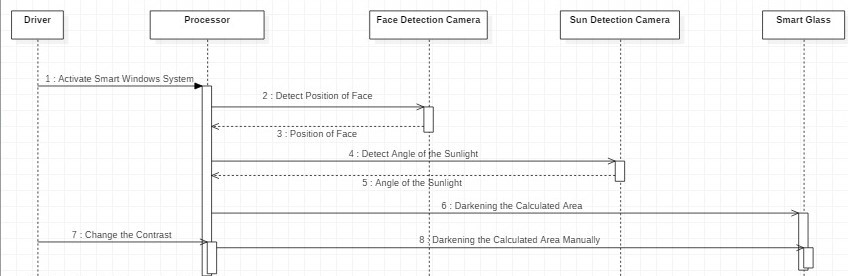 Driver
Processor
Face Detection Camera
Sun Detection Camera
Smart Glass
1 : Activate Smart Windows System
2 : Detect Position of Face
3 : Position of Face
4 : Detect Angle of the Sunlight
5 : Angle of the Sunlight
6 : Darkening the Calculated Area
7 : Change the Contrast
8 : Darkening the Calculated Area Manually